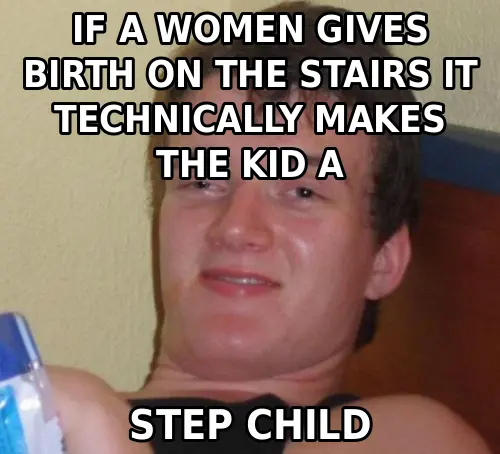 IF A WOMEN GIVES
BIRTH ON THE STAIRS IT
TECHNICALLY MAKES
THE KID A
STEP CHILD